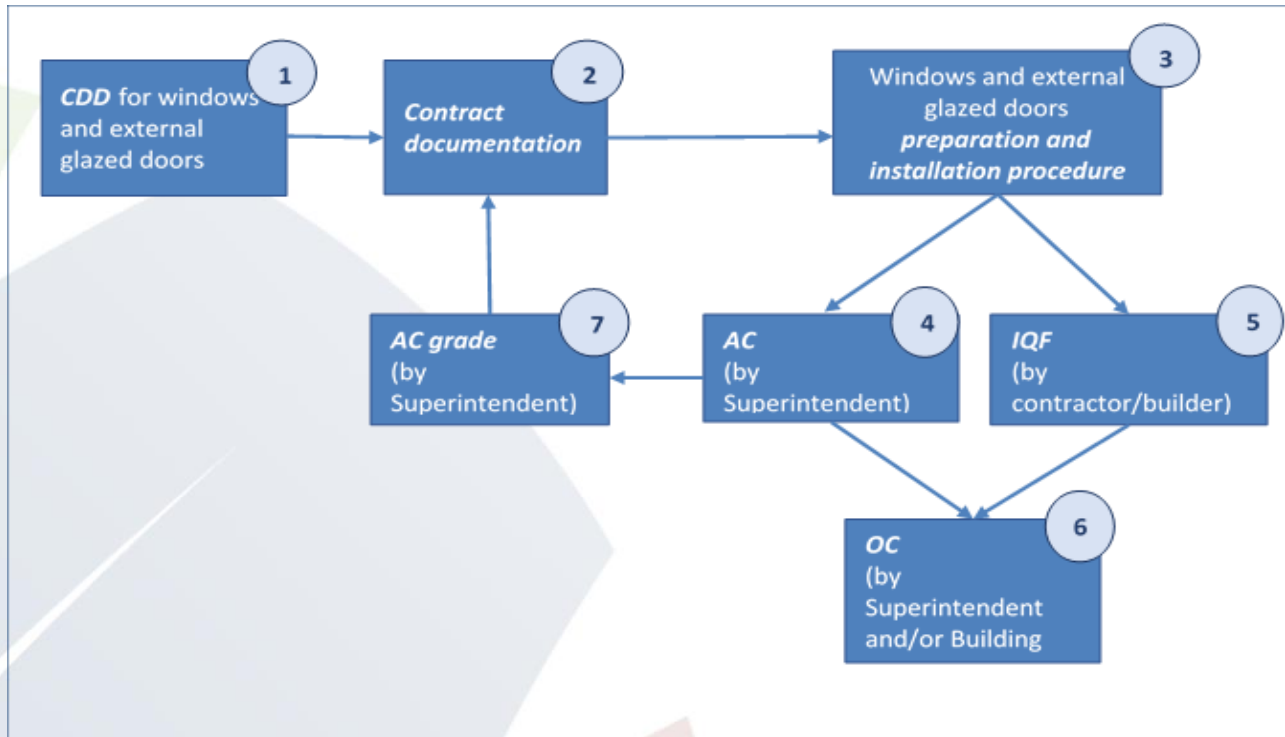 1
CDD for windows
and external
glazed doors
2
Contract
documentation
3
Windows and external
glazed doors
preparation and
installation procedure
7
AC grade
(by
Superintendent)
4
AC
(by
Superintendent)
5
IQF
(by
contractor/builder)
6
OC
(by
Superintendent
and/or Building